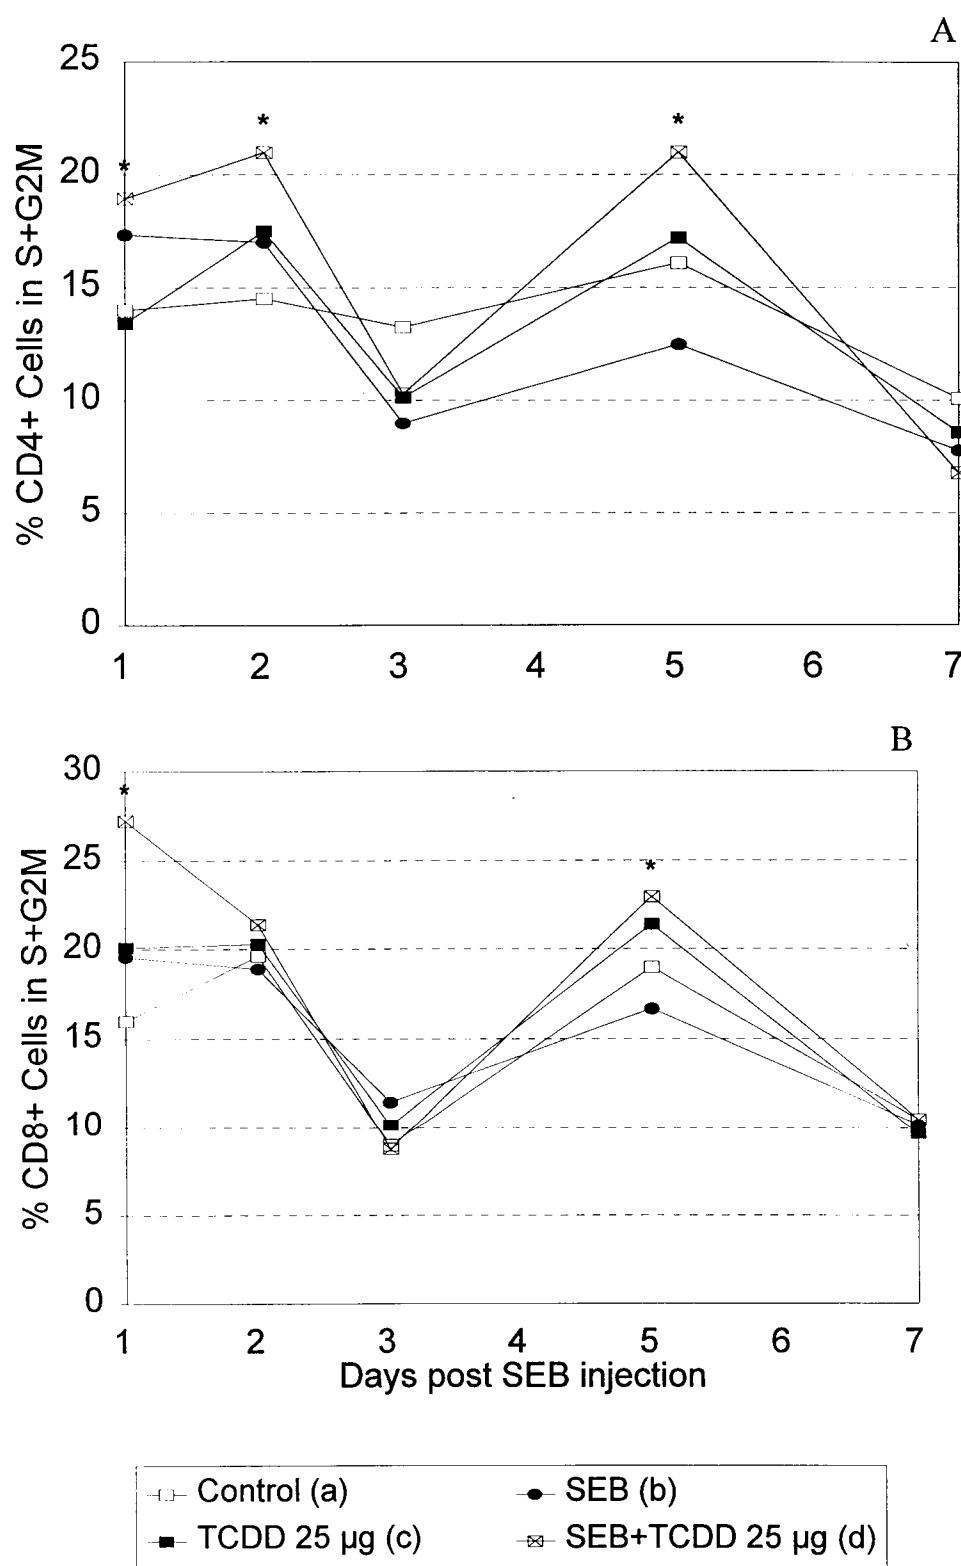 A
% CD4+ Cells in S+G2M
25
*
*
*
20
15
10
5
0
1 2 3 4 5 6 7
B
% CD8+ Cells in S+G2M
30
*
25
*
20
15
10
5
0
1 2 3 4 5 6 7
Days post SEB injection
Control (a) SEB (b)
TCDD 25 µg (c) SEB+TCDD 25 µg (d)